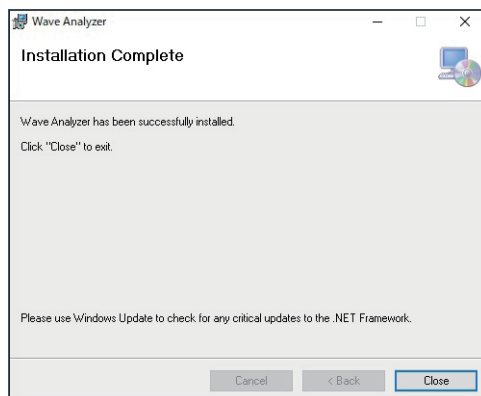 Wave Analyzer
Installation Complete
Wave Analyzer has been successfully installed.
Click "Close" to exit.
Please use Windows Update to check for any critical updates to the .NET Framework.
Cancel
< Back
Close